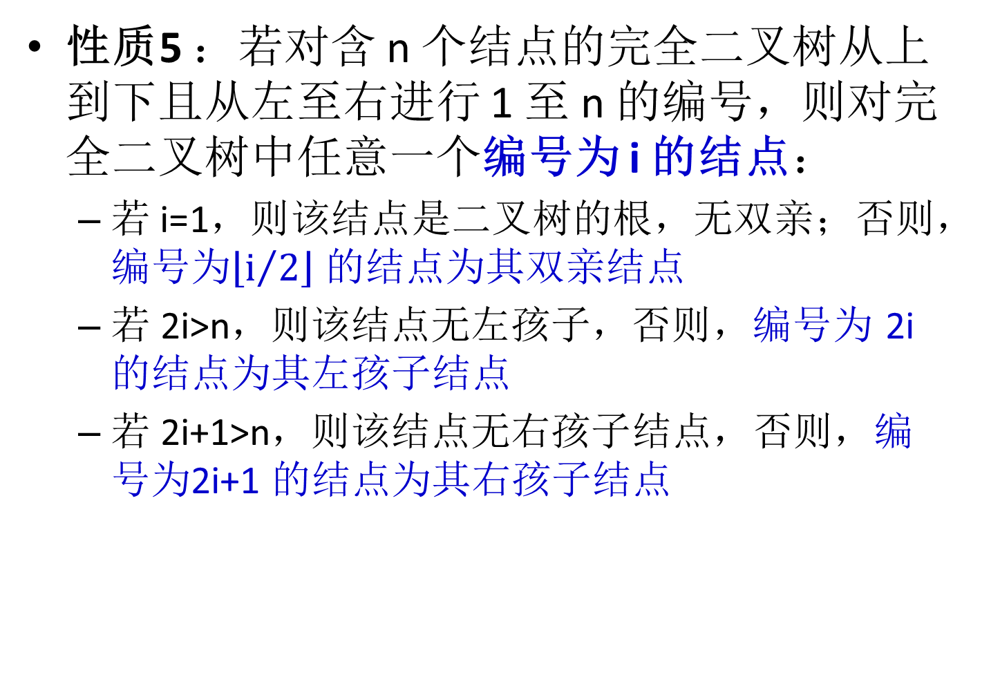 • 性质5：若对含 n 个结点的完全二叉树从上
到下且从左至右进行 1 至 n 的编号，则对完
全二叉树中任意一个编号为 i 的结点：
– 若 i=1，则该结点是二叉树的根，无双亲；否则，
编号为⌊i/2⌋ 的结点为其双亲结点
– 若 2i>n，则该结点无左孩子，否则，编号为 2i
的结点为其左孩子结点
– 若 2i+1>n，则该结点无右孩子结点，否则，编
号为2i+1 的结点为其右孩子结点